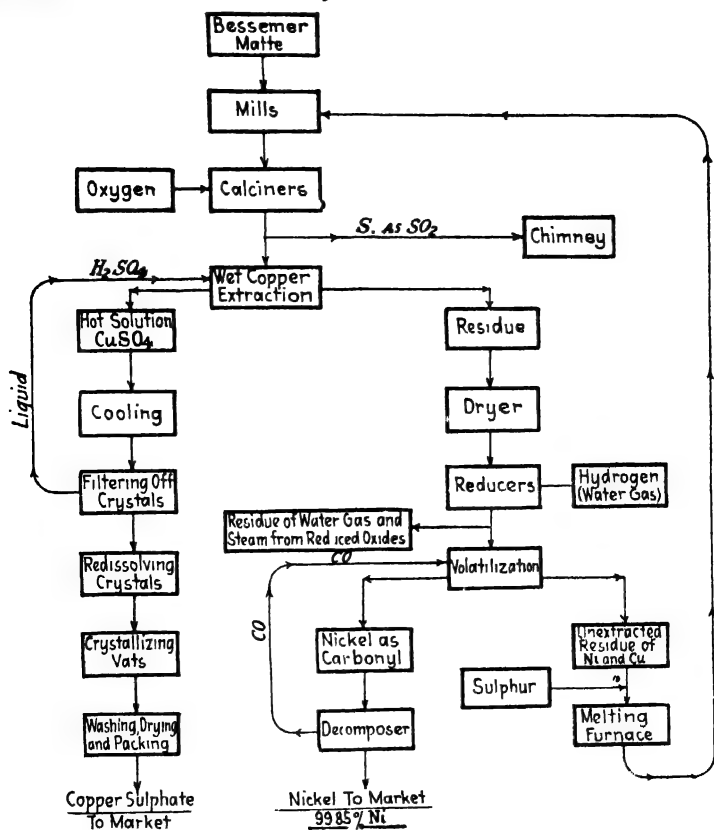 Bessemer
Matte
Mills
Oxygen
Calciners
S. As SO2
Chimney
H2SO4
Wet Copper
Extraction
Hot Solution
CuSO4
Residue
Liquid
Cooling
Dryer
Filtering Off
Crystals
Reducers
Hydrogen
(Water Gas)
Residue of Water Gas and
Steam from Red iced Oxides
CO
Redissolving
Crystals
Volatilization
CO
Crystallizing
Vats
Nickel as
Carbonyl
Unextracted
Residue of
Ni and Cu
Sulphur
Washing, Drying
and Packing
Decomposer
Melting
Furnace
Copper Sulphate
To Market
Nickel To Market
99 85 % Ni